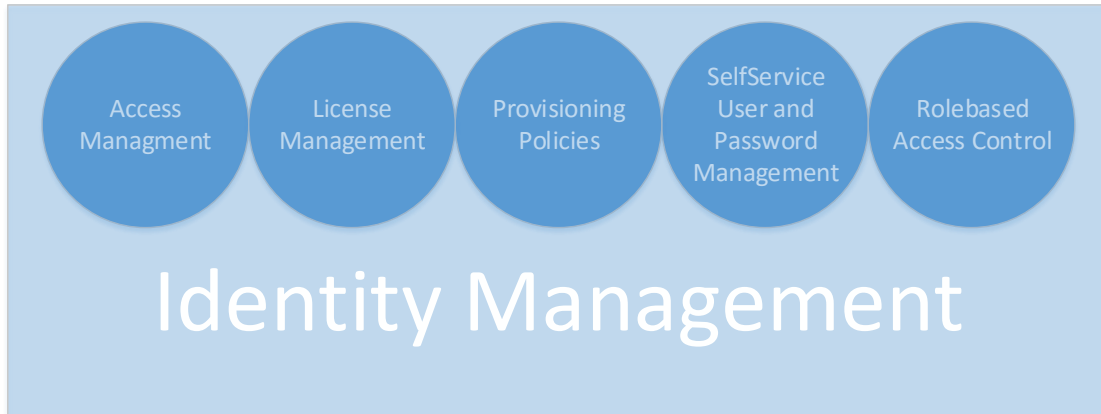 Access
Managment
License
Management
Provisioning
Policies
SelfService
User and
Password
Management
Rolebased
Access Control
Identity Management